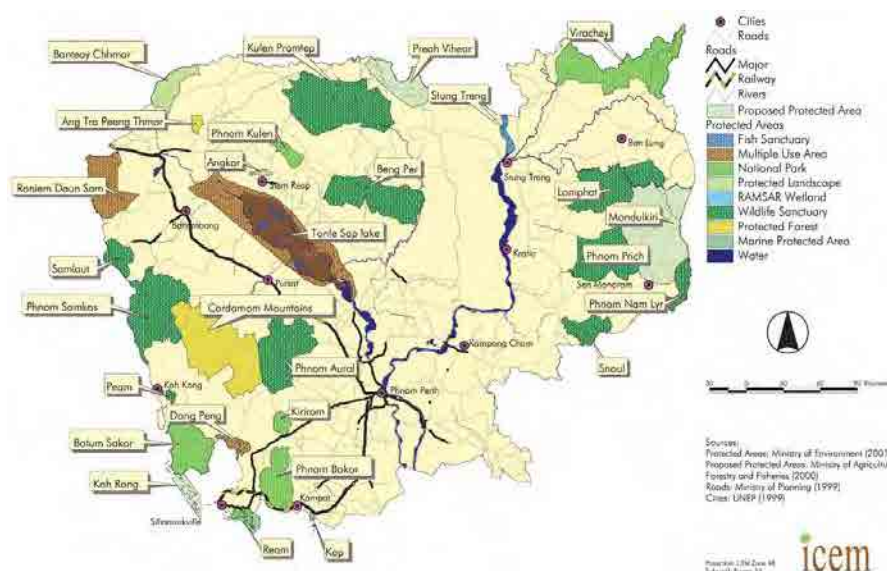 Banteay Chhmar
Kulen Promtep
Preah Vihear
Virachey
Ang Tra Peang Thmar
Phnom Kulen
Stung Treng
Angkor
Siam Reap
Beng Per
Stung Treng
Ban Lung
Roniem Daun Sam
Lomphat
Mondulkiri
Battambang
Tonle Sap lake
Kratie
Phnom Prich
Samlaut
Pursat
Sen Monorom
Phnom Samkos
Cardamom Mountains
Phnom Nam Lyr
Kampong Cham
Snoul
Phnom Aural
Peam
Koh Kong
Phnom Penh
Dong Peng
Kirirom
Botum Sakor
Phnom Bokor
Koh Rong
Kampot
Sihanoukville
Ream
Kep
Cities
Roads
Roads
Major
Railway
Rivers
Proposed Protected Area
Protected Areas
Fish Sanctuary
Multiple Use Area
National Park
Protected Landscape
RAMSAR Wetland
Wildlife Sanctuary
Protected Forest
Marine Protected Area
Water
Sources:
Protected Areas: Ministry of Environment (2001
Proposed Protected Areas: Ministry of Agricultu
Forestry and Fisheries (2000)
Roads: Ministry of Planning (1999)
Cities: UNEP (1999)
icem